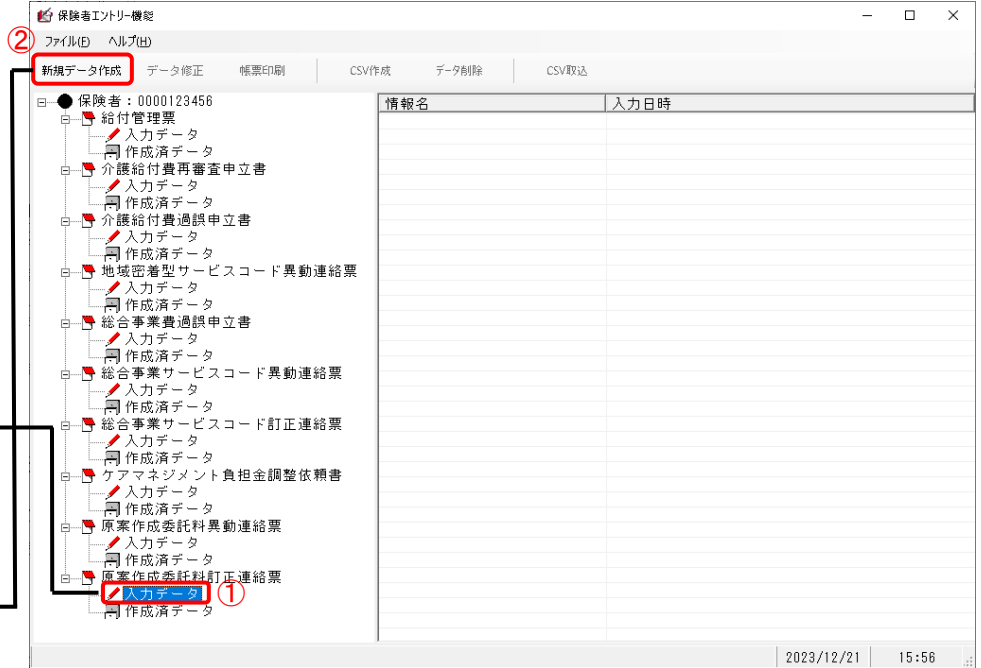 保険者エントリー機能
②
ファイル(F) ヘルプ(H)
新規データ作成 データ修正 帳票印刷 CSV作成 データ削除 CSV取込
保険者：0000123456
給付管理票
入力データ
作成済データ
介護給付費再審査申立書
入力データ
作成済データ
介護給付費過誤申立書
入力データ
作成済データ
地域密着型サービスコード異動連絡票
入力データ
作成済データ
総合事業費過誤申立書
入力データ
作成済データ
総合事業サービスコード異動連絡票
入力データ
作成済データ
総合事業サービスコード訂正連絡票
入力データ
作成済データ
ケアマネジメント負担金調整依頼書
入力データ
作成済データ
原案作成委託料異動連絡票
入力データ
作成済データ
原案作成委託料訂正連絡票
入力データ ①
作成済データ
情報名 入力日時
2023/12/21 15:56